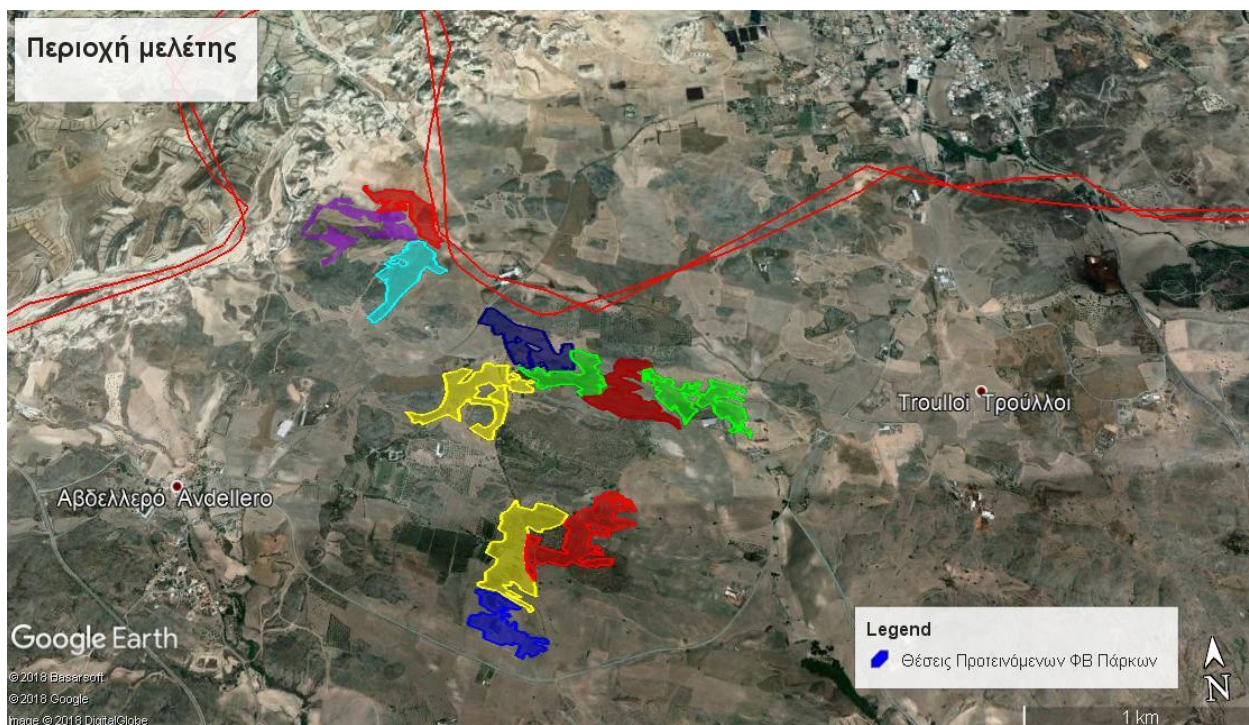 Περιοχή μελέτης
Troulloi Τρούλλοι
Αβδελλερό Avdellero
Legend
Θέσεις Προτεινόμενων ΦΒ Πάρκων
Google Earth
© 2018 Basarsoft
© 2018 Google
Image © 2018 DigitalGlobe
N
1 km